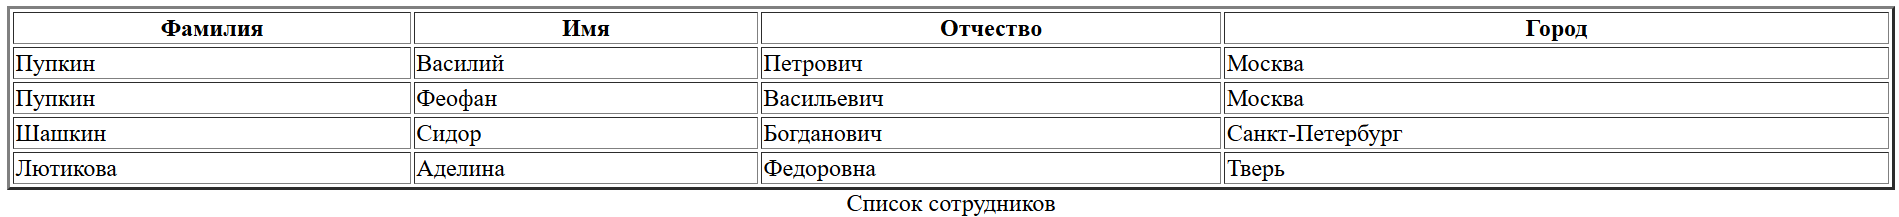 Фамилия Имя Отчество Город
Пупкин Василий Петрович Москва
Пупкин Феофан Васильевич Москва
Шашкин Сидор Богданович Санкт-Петербург
Лютикова Аделина Федоровна Тверь
Список сотрудников